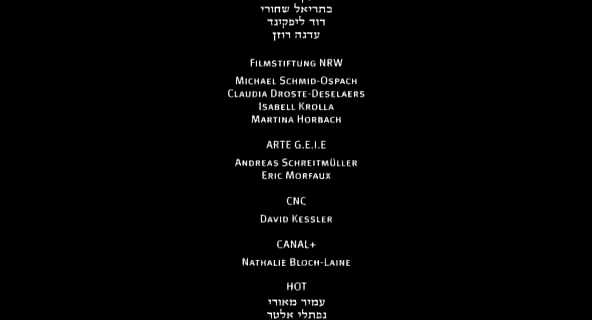 כתריאל שחורי
דוד ליפקינד
עדנה רוזן
Filmstiftung NRW
Michael Schmid-Ospach
Claudia Droste-Deselaers
Isabell Krolla
Martina Horbach
ARTE G.E.I.E
Andreas Schreitmüller
Eric Morfaux
CNC
David Kessler
CANAL+
Nathalie Bloch-Laine
HOT
עמיר מאורי
נפתלי אלטר